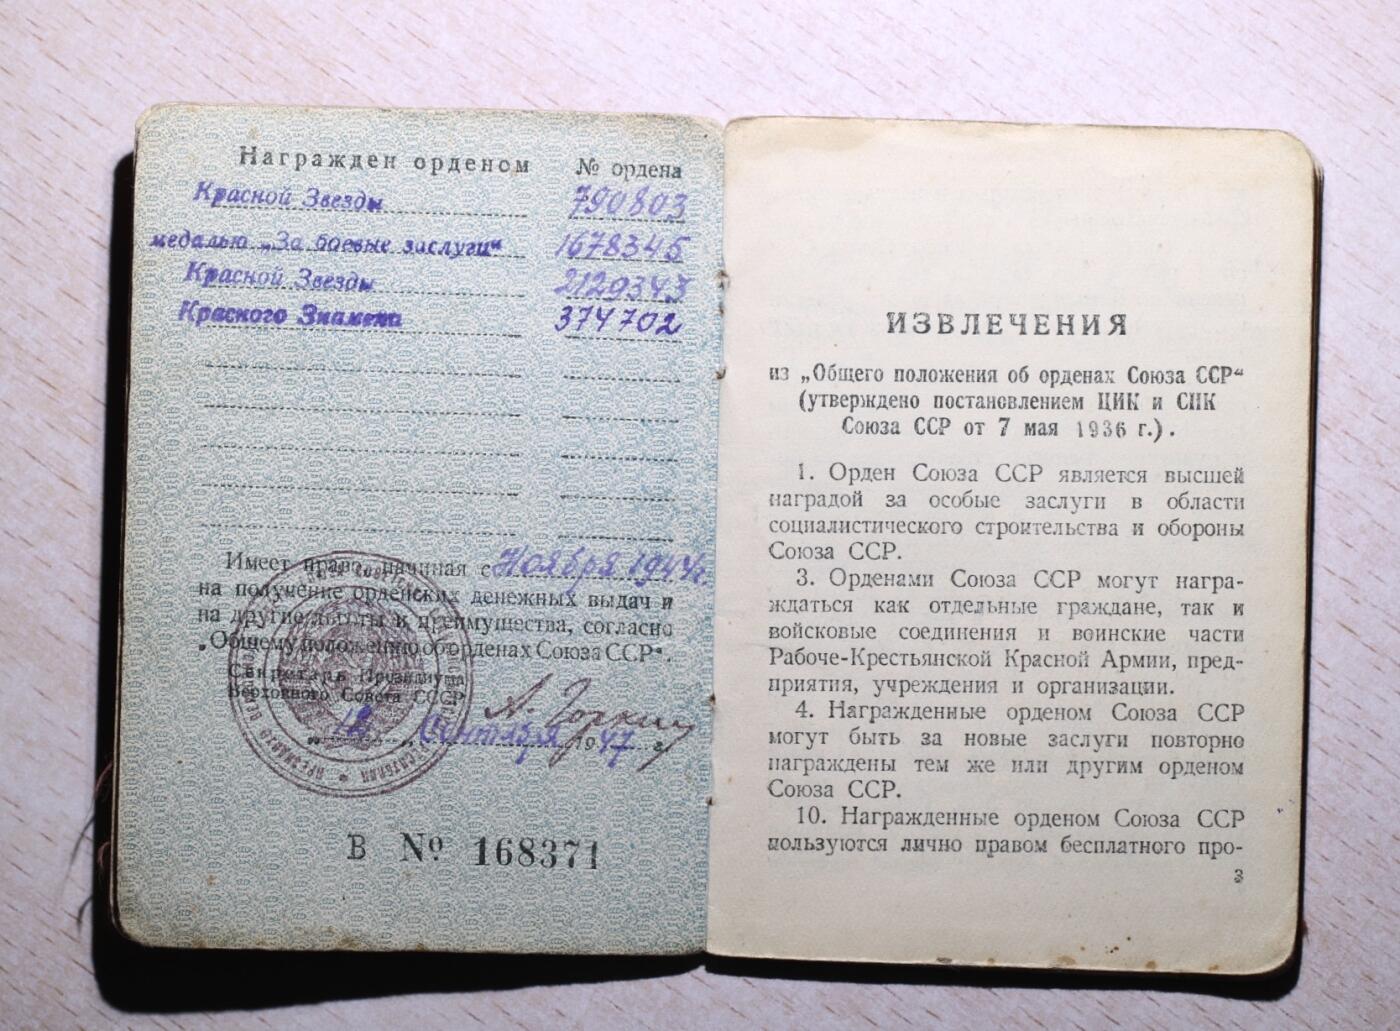 Награжден орденом № ордена
Красной Звезды 790803
медалью „За боевые заслуги“ 1678345
Красной Звезды 2129343
Красного Знамена 374702
Имеет право, начиная с Ноября 1944г.
на получение орденских денежных выдач и
на другие льготы и преимущества, согласно
„Общему положению об орденах Союза ССР“.
Секретарь Президиума
Верховного Совета СССР
А. Горкин
„12 „ Сентября 1947 г.
В № 168371
ИЗВЛЕЧЕНИЯ
из „Общего положения об орденах Союза ССР“
(утверждено постановлением ЦИК и СНК
Союза ССР от 7 мая 1936 г.).
1. Орден Союза ССР является высшей
наградой за особые заслуги в области
социалистического строительства и обороны
Союза ССР.
3. Орденами Союза ССР могут награ-
ждаться как отдельные граждане, так и
войсковые соединения и воинские части
Рабоче-Крестьянской Красной Армии, пред-
приятия, учреждения и организации.
4. Награжденные орденом Союза ССР
могут быть за новые заслуги повторно
награждены тем же или другим орденом
Союза ССР.
10. Награжденные орденом Союза ССР
пользуются лично правом бесплатного про-
3